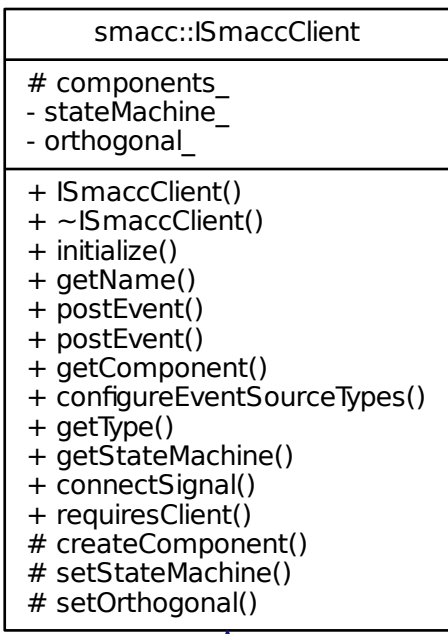 smacc::ISmaccClient
# components_
- stateMachine_
- orthogonal_
+ ISmaccClient()
+ ~ISmaccClient()
+ initialize()
+ getName()
+ postEvent()
+ postEvent()
+ getComponent()
+ configureEventSourceTypes()
+ getType()
+ getStateMachine()
+ connectSignal()
+ requiresClient()
# createComponent()
# setStateMachine()
# setOrthogonal()